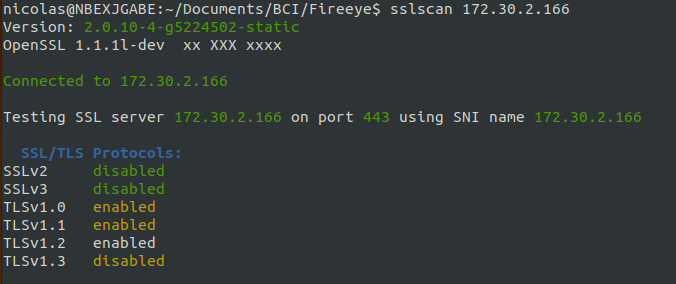 nicolas@NBEXJGABE:~/Documents/BCI/Fireeye$ sslscan 172.30.2.166
Version: 2.0.10-4-g5224502-static
OpenSSL 1.1.1l-dev  xx XXX xxxx
Connected to 172.30.2.166
Testing SSL server 172.30.2.166 on port 443 using SNI name 172.30.2.166
SSL/TLS Protocols:
SSLv2     disabled
SSLv3     disabled
TLSv1.0   enabled
TLSv1.1   enabled
TLSv1.2   enabled
TLSv1.3   disabled